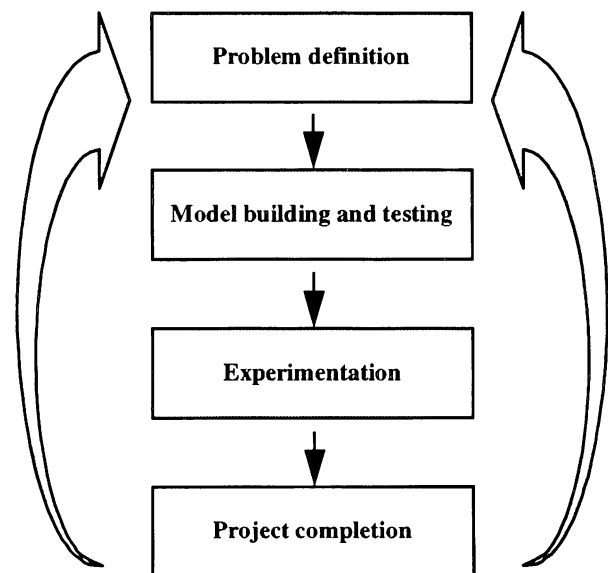 Problem definition
Model building and testing
Experimentation
Project completion